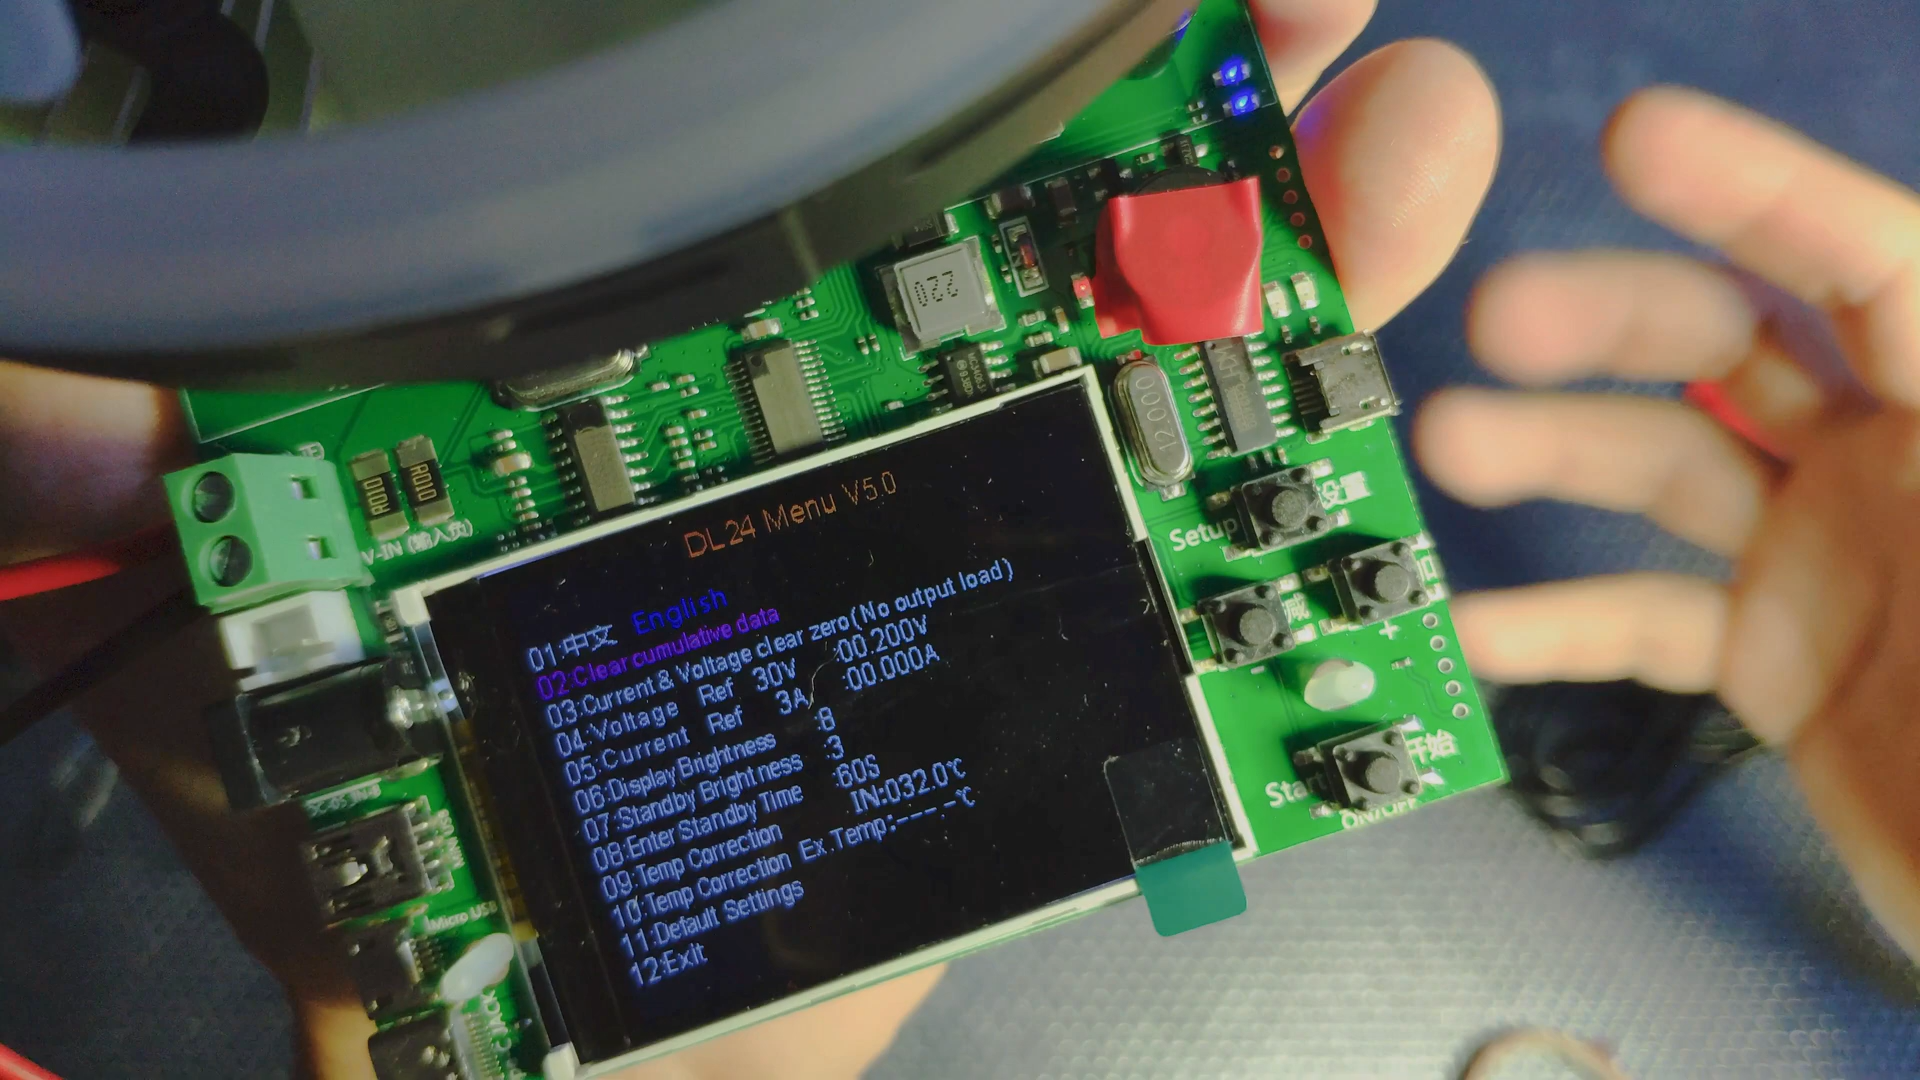 220
12.000
R010
R010
V-IN (输入负)
Setup
设置
减
-
+
Start
开始
ON/OFF
Micro USB
DL24 Menu V5.0
01:中文 English
02:Clear cumulative data
03:Current & Voltage clear zero(No output load)
04:Voltage Ref 30V :00.200V
05:Current Ref 3A :00.000A
06:Display Brightness :8
07:Standby Brightness :3
08:Enter Standby Time :60S
09:Temp Correction IN:032.0℃
10:Temp Correction Ex.Temp:---.-℃
11:Default Settings
12:Exit